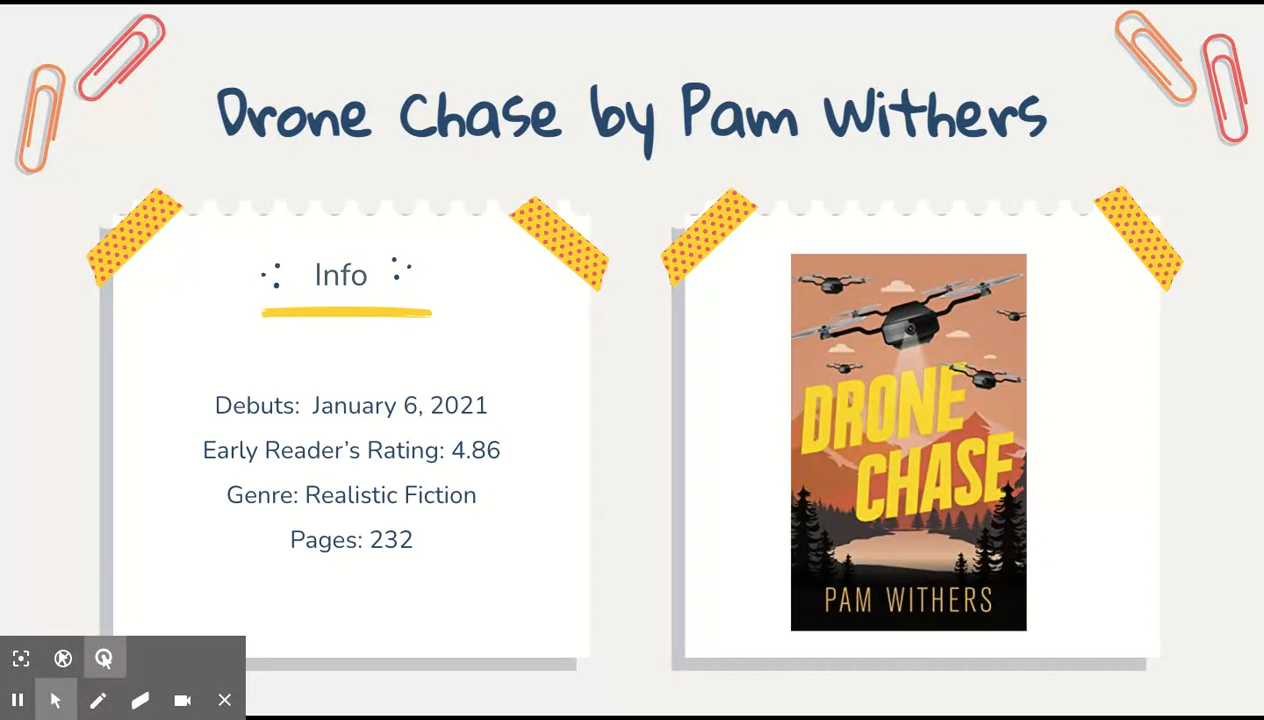 Drone Chase by Pam Withers
Info
Debuts:  January 6, 2021
Early Reader’s Rating: 4.86
Genre: Realistic Fiction
Pages: 232
DRONE
CHASE
PAM WITHERS